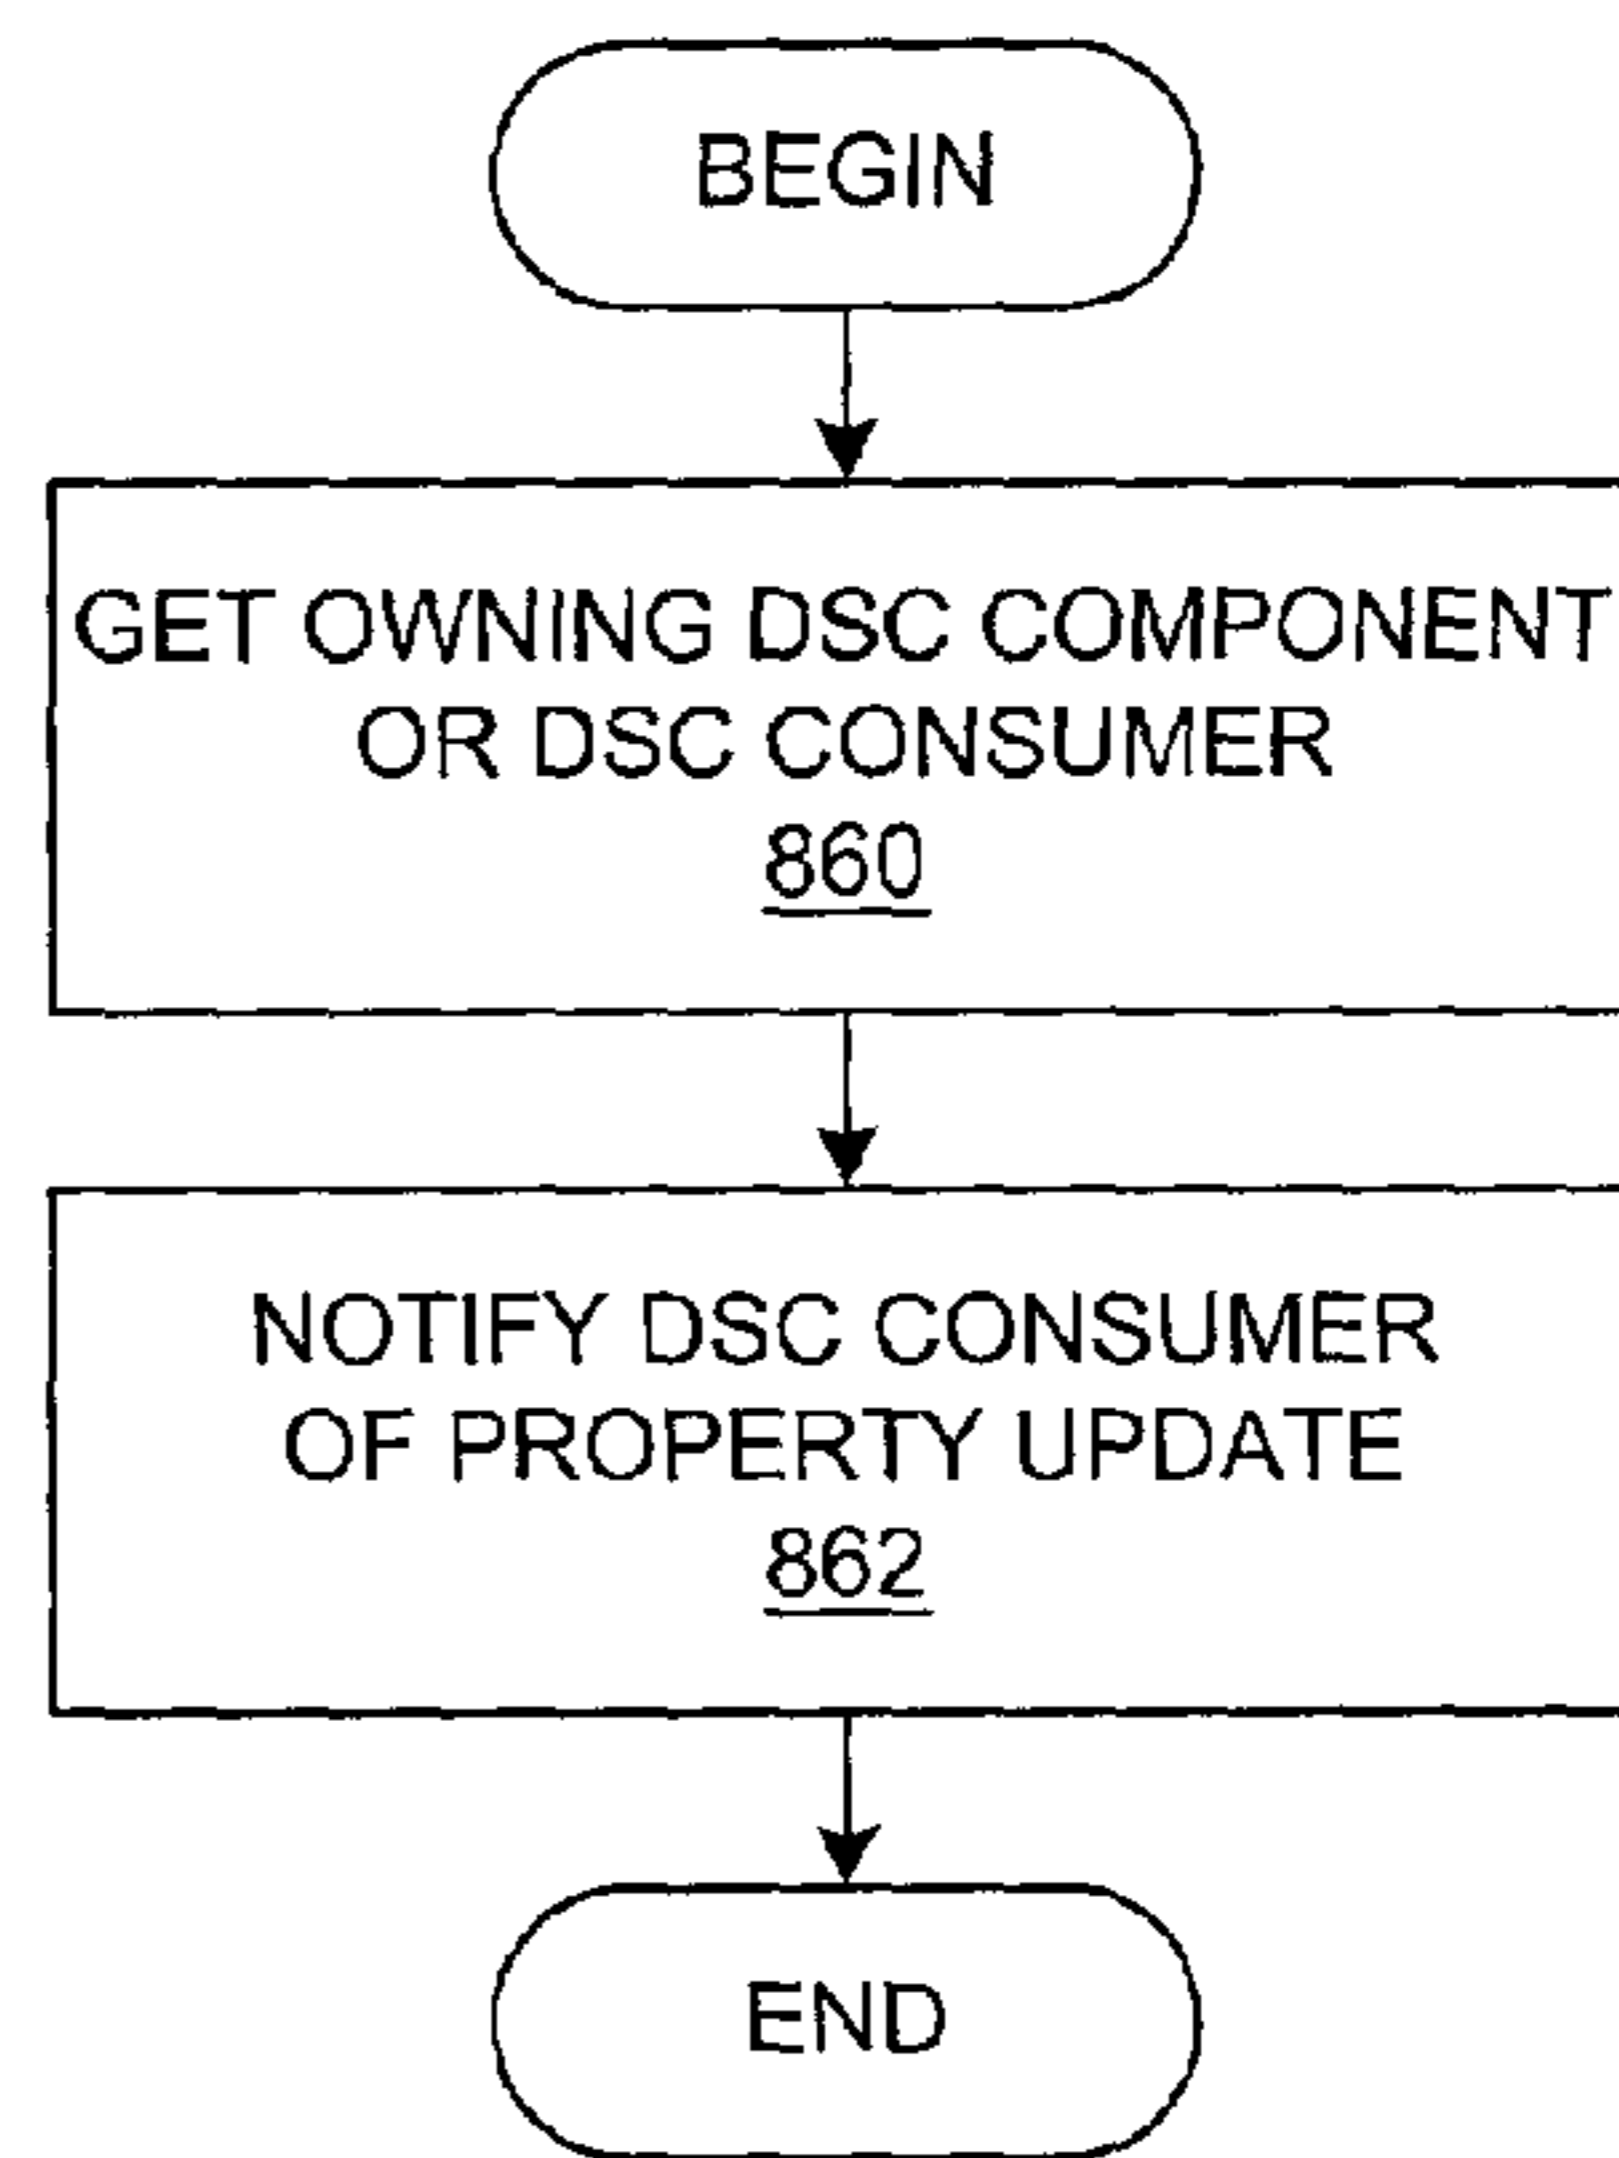 BEGIN
GET OWNING DSC COMPONENT
OR DSC CONSUMER
860
NOTIFY DSC CONSUMER
OF PROPERTY UPDATE
862
END